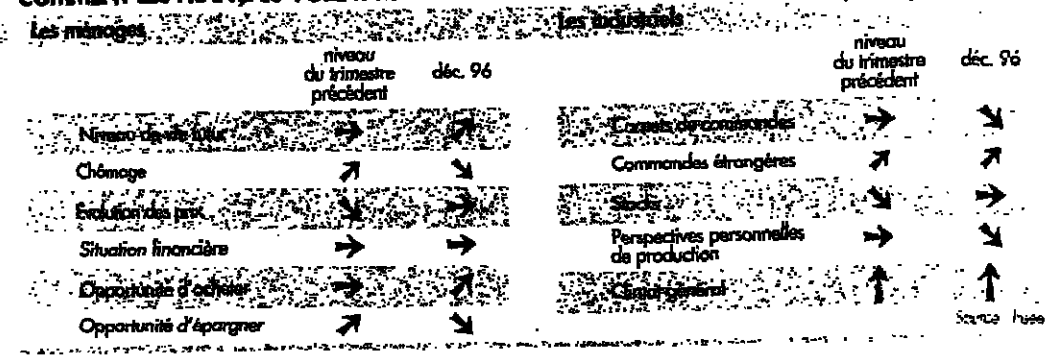 Les ménages
niveau
du trimestre
précédent
déc. 96
Niveau de vie futur → ↗
Chômage ↗ ↘
Évolution des prix ↘ →
Situation financière → →
Opportunité d'acheter → ↗
Opportunité d'épargner ↗ ↘
Les industriels
niveau
du trimestre
précédent
déc. 96
Carnets de commandes → ↘
Commandes étrangères ↗ ↗
Stocks ↘ →
Perspectives personnelles
de production → ↘
Climat général ↑ ↑
Source Insee